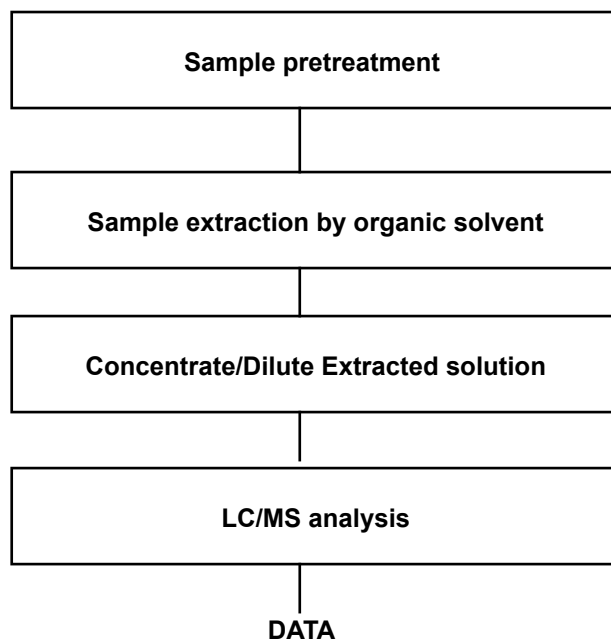 Sample pretreatment
Sample extraction by organic solvent
Concentrate/Dilute Extracted solution
LC/MS analysis
DATA